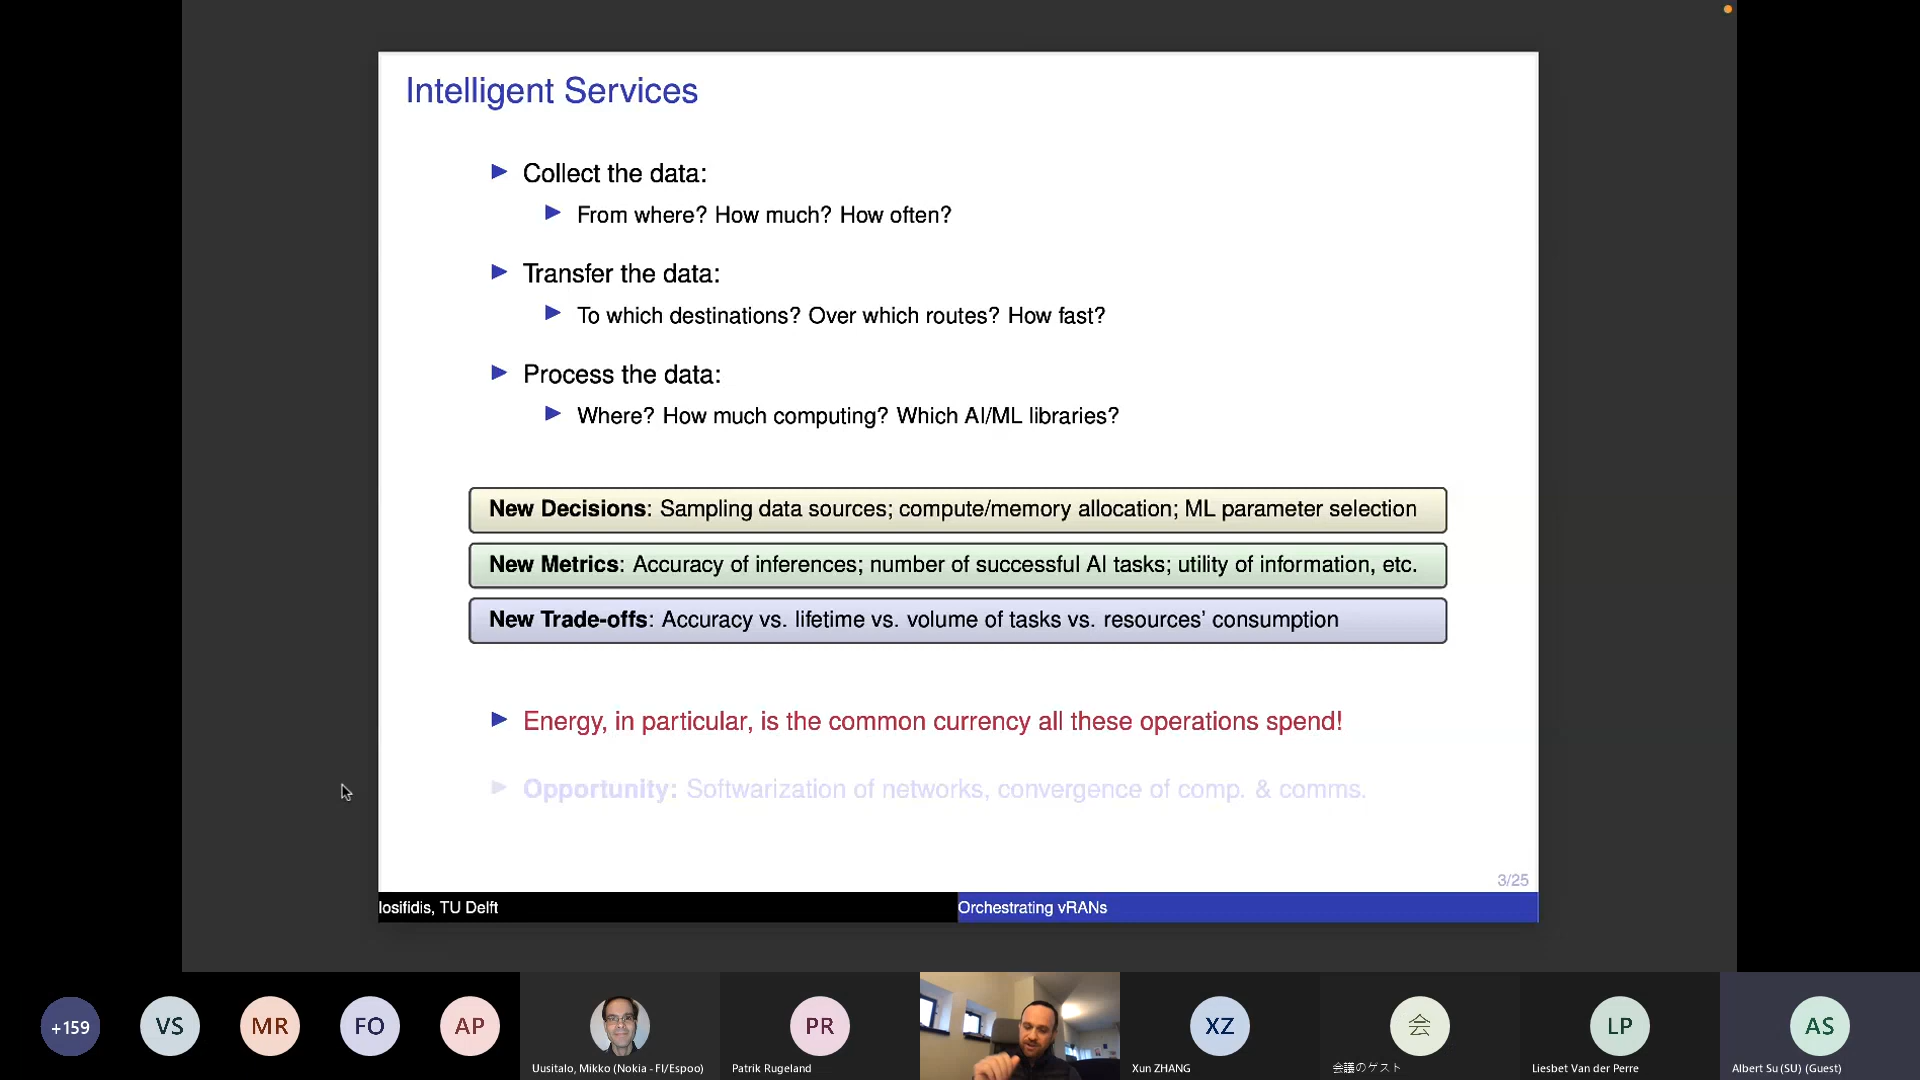 Intelligent Services
Collect the data:
From where? How much? How often?
Transfer the data:
To which destinations? Over which routes? How fast?
Process the data:
Where? How much computing? Which AI/ML libraries?
New Decisions: Sampling data sources; compute/memory allocation; ML parameter selection
New Metrics: Accuracy of inferences; number of successful AI tasks; utility of information, etc.
New Trade-offs: Accuracy vs. lifetime vs. volume of tasks vs. resources’ consumption
Energy, in particular, is the common currency all these operations spend!
Opportunity: Softwarization of networks, convergence of comp. & comms.
3/25
Iosifidis, TU Delft
Orchestrating vRANs
+159
VS
MR
FO
AP
Uusitalo, Mikko (Nokia - FI/Espoo)
PR
Patrik Rugeland
XZ
Xun ZHANG
会
会議のゲスト
LP
Liesbet Van der Perre
AS
Albert Su (SU) (Guest)